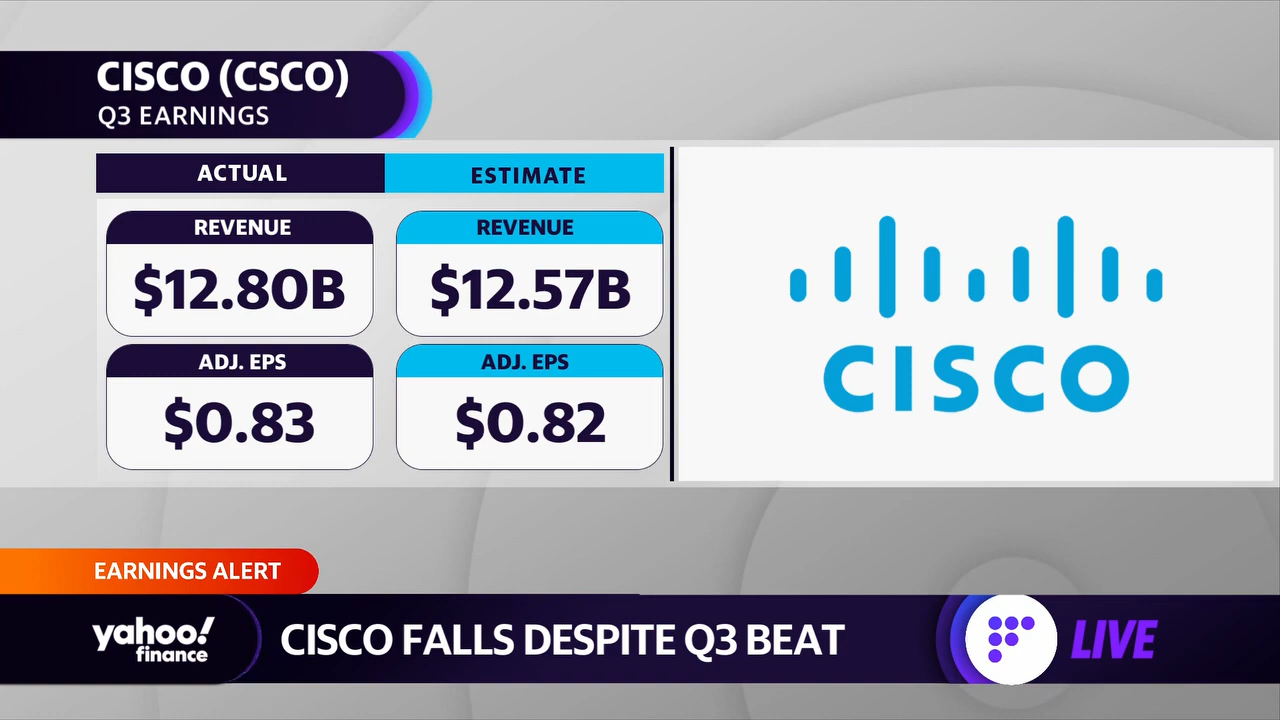 CISCO (CSCO)
Q3 EARNINGS
ACTUAL
ESTIMATE
REVENUE
REVENUE
$12.80B
$12.57B
ADJ. EPS
ADJ. EPS
$0.83
$0.82
CISCO
EARNINGS ALERT
yahoo!
finance
CISCO FALLS DESPITE Q3 BEAT
LIVE